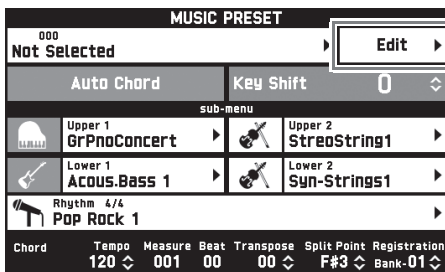 MUSIC PRESET
000
Not Selected
Edit
Auto Chord
Key Shift 0
sub-menu
Upper 1
GrPnoConcert
Upper 2
StreoString1
Lower 1
Acous.Bass 1
Lower 2
Syn-Strings1
Rhythm 4/4
Pop Rock 1
Chord Tempo Measure Beat Transpose Split Point Registration
120 001 00 00 F#3 Bank-01